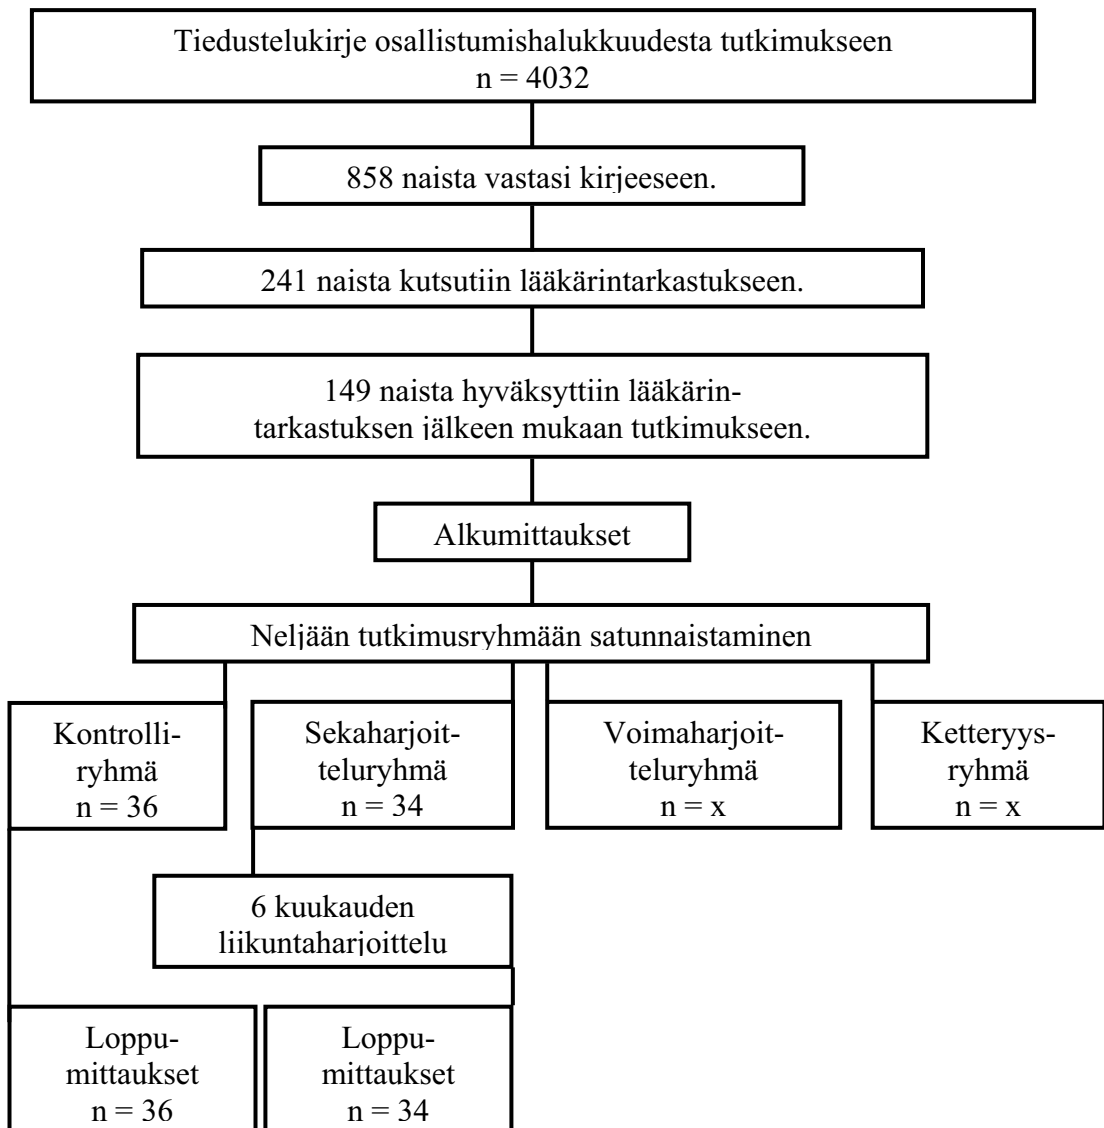 Tiedustelukirje osallistumishalukkuudesta tutkimukseen
n = 4032
858 naista vastasi kirjeeseen.
241 naista kutsuttiin lääkärintarkastukseen.
149 naista hyväksyttiin lääkärin-
tarkastuksen jälkeen mukaan tutkimukseen.
Alkumittaukset
Neljään tutkimusryhmään satunnaistaminen
Kontrolli-
ryhmä
n = 36
Sekaharjoit-
teluryhmä
n = 34
Voimaharjoit-
teluryhmä
n = x
Ketteryys-
ryhmä
n = x
6 kuukauden
liikuntaharjoittelu
Loppu-
mittaukset
n = 36
Loppu-
mittaukset
n = 34